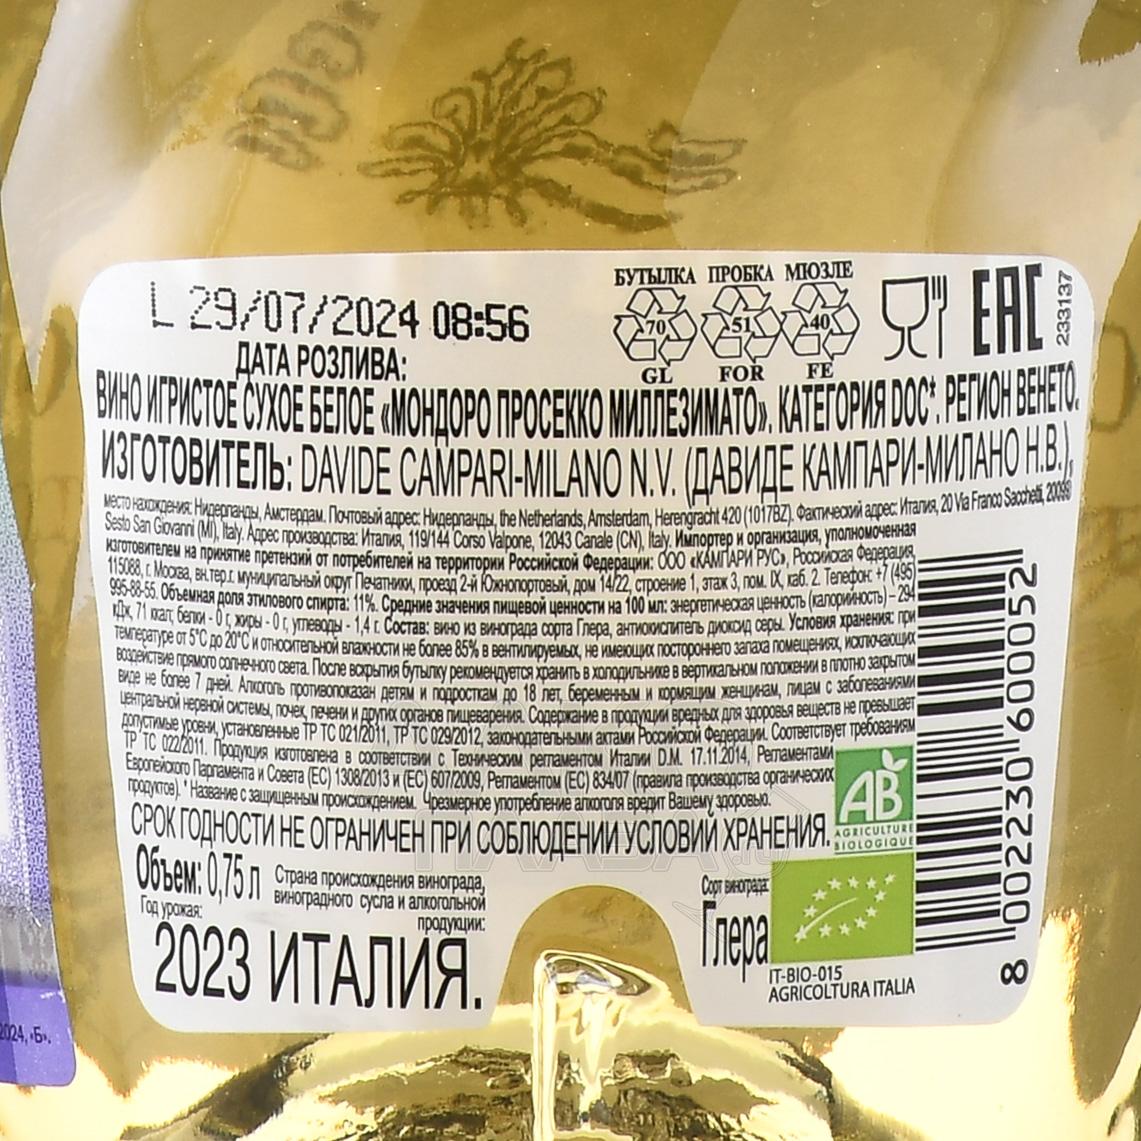 БУТЫЛКА ПРОБКА МЮЗЛЕ
70 51 40
GL FOR FE
EAC
233137
L 29/07/2024 08:56
ДАТА РОЗЛИВА:
ВИНО ИГРИСТОЕ СУХОЕ БЕЛОЕ «МОНДОРО ПРОСЕККО МИЛЛЕЗИМАТО». КАТЕГОРИЯ DOC*. РЕГИОН ВЕНЕТО.
ИЗГОТОВИТЕЛЬ: DAVIDE CAMPARI-MILANO N.V. (ДАВИДЕ КАМПАРИ-МИЛАНО Н.В.),
место нахождения: Нидерланды, Амстердам. Почтовый адрес: Нидерланды, the Netherlands, Amsterdam, Herengracht 420 (1017BZ). Фактический адрес: Италия, 20 Via Franco Sacchetti, 20099
Sesto San Giovanni (MI), Italy. Адрес производства: Италия, 119/144 Corso Valpone, 12043 Canale (CN), Italy. Импортер и организация, уполномоченная
изготовителем на принятие претензий от потребителей на территории Российской Федерации: ООО «КАМПАРИ РУС», Российская Федерация,
115088, г. Москва, вн.тер.г. муниципальный округ Печатники, проезд 2-й Южнопортовый, дом 14/22, строение 1, этаж 3, пом. IX, каб. 2. Телефон: +7 (495)
995-88-55. Объемная доля этилового спирта: 11%. Средние значения пищевой ценности на 100 мл: энергетическая ценность (калорийность) – 294
кДж, 71 ккал; белки - 0 г, жиры - 0 г, углеводы - 1,4 г. Состав: вино из винограда сорта Глера, антиокислитель диоксид серы. Условия хранения: при
температуре от 5°С до 20°С и относительной влажности не более 85% в вентилируемых, не имеющих постороннего запаха помещениях, исключающих
воздействие прямого солнечного света. После вскрытия бутылку рекомендуется хранить в холодильнике в вертикальном положении в плотно закрытом
виде не более 7 дней. Алкоголь противопоказан детям и подросткам до 18 лет, беременным и кормящим женщинам, лицам с заболеваниями
центральной нервной системы, почек, печени и других органов пищеварения. Содержание в продукции вредных для здоровья веществ не превышает
допустимые уровни, установленные ТР ТС 021/2011, ТР ТС 029/2012, законодательными актами Российской Федерации. Соответствует требованиям
ТР ТС 022/2011. Продукция изготовлена в соответствии с Техническим регламентом Италии D.M. 17.11.2014, Регламентами
Европейского Парламента и Совета (ЕС) 1308/2013 и (ЕС) 607/2009, Регламентом (ЕС) 834/07 (правила производства органических
продуктов). * Название с защищенным происхождением. Чрезмерное употребление алкоголя вредит Вашему здоровью.
СРОК ГОДНОСТИ НЕ ОГРАНИЧЕН ПРИ СОБЛЮДЕНИИ УСЛОВИЙ ХРАНЕНИЯ.
AB
AGRICULTURE
BIOLOGIQUE
8 002230 600052
Объем: 0,75 л
Страна происхождения винограда,
виноградного сусла и алкогольной
продукции:
Год урожая:
2023 ИТАЛИЯ.
Сорт винограда:
Глера
IT-BIO-015
AGRICOLTURA ITALIA
2024, «Б».